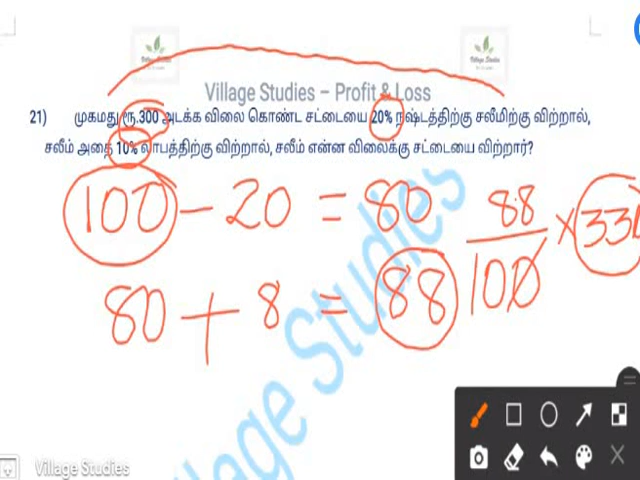 Village Studies – Profit & Loss
21) முகமது ரூ.300 அடக்க விலை கொண்ட சட்டையை 20% நஷ்டத்திற்கு சலீமிற்கு விற்றால்,
சலீம் அதை 10% லாபத்திற்கு விற்றால், சலீம் என்ன விலைக்கு சட்டையை விற்றார்?
100 - 20 = 80
80 + 8 = 88
88
100 ×
Village Studies
Village Studies